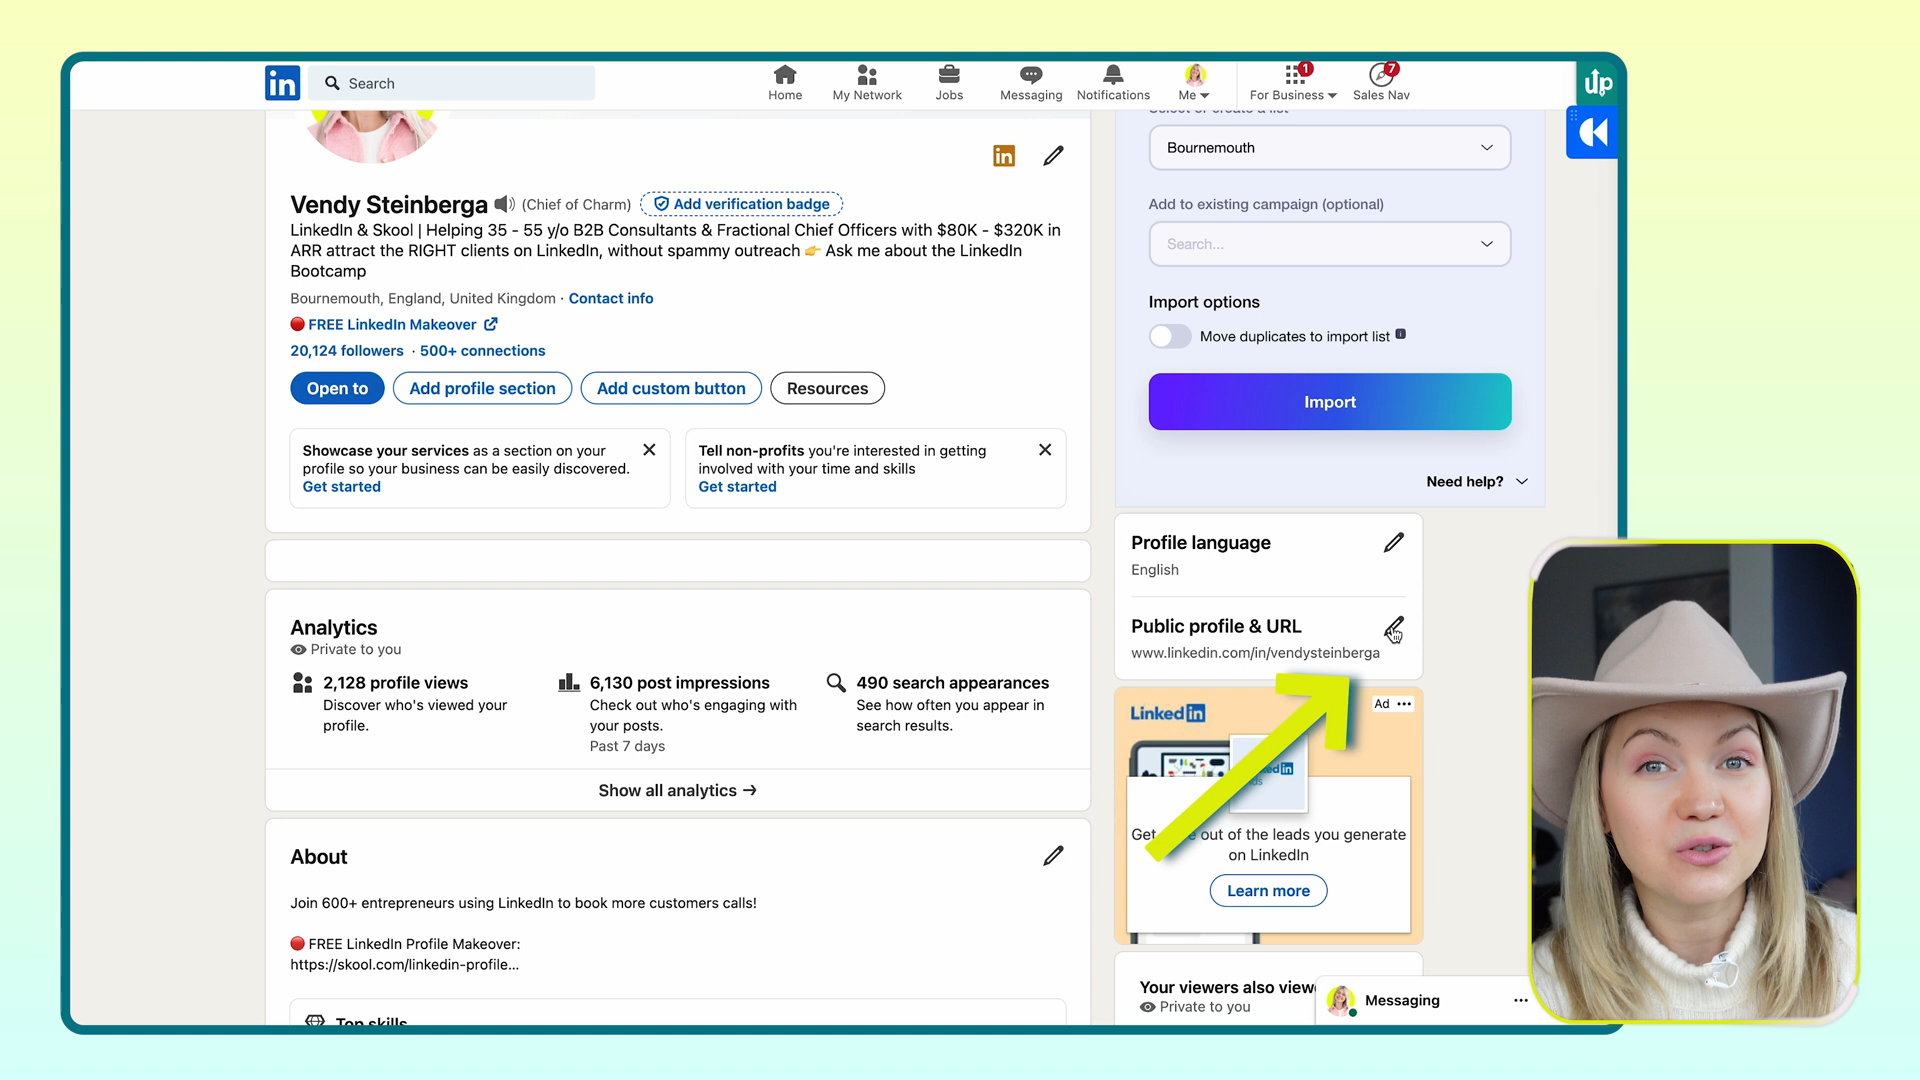 in
Search
Home
My Network
Jobs
Messaging
Notifications
Me
For Business
1
Sales Nav
7
up
in
Vendy Steinberga
(Chief of Charm)
Add verification badge
LinkedIn & Skool | Helping 35 - 55 y/o B2B Consultants & Fractional Chief Officers with $80K - $320K in
ARR attract the RIGHT clients on LinkedIn, without spammy outreach 👉 Ask me about the LinkedIn
Bootcamp
Bournemouth, England, United Kingdom · Contact info
🔴 FREE LinkedIn Makeover
20,124 followers · 500+ connections
Open to
Add profile section
Add custom button
Resources
Showcase your services as a section on your
profile so your business can be easily discovered.
Get started
Tell non-profits you're interested in getting
involved with your time and skills
Get started
Analytics
Private to you
2,128 profile views
Discover who's viewed your
profile.
6,130 post impressions
Check out who's engaging with
your posts.
Past 7 days
490 search appearances
See how often you appear in
search results.
Show all analytics →
About
Join 600+ entrepreneurs using LinkedIn to book more customers calls!
🔴 FREE LinkedIn Profile Makeover:
https://skool.com/linkedin-profile...
Top skills
Select or create a list
Bournemouth
Add to existing campaign (optional)
Search...
Import options
Move duplicates to import list
Import
Need help?
Profile language
English
Public profile & URL
www.linkedin.com/in/vendysteinberga
LinkedIn
Ad
Get out of the leads you generate
on LinkedIn
Learn more
Your viewers also view
Private to you
Messaging